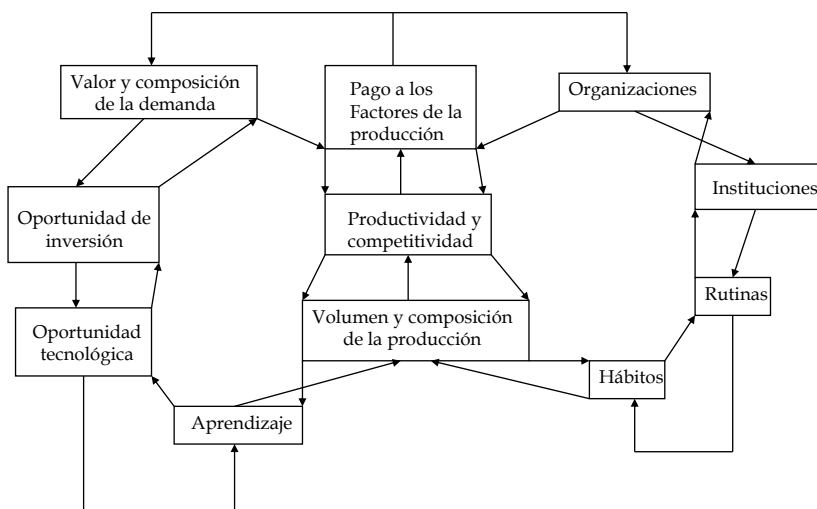 Valor y composición
de la demanda
Pago a los
Factores de la
producción
Organizaciones
Instituciones
Oportunidad de
inversión
Productividad y
competitividad
Rutinas
Oportunidad
tecnológica
Volumen y composición
de la producción
Hábitos
Aprendizaje